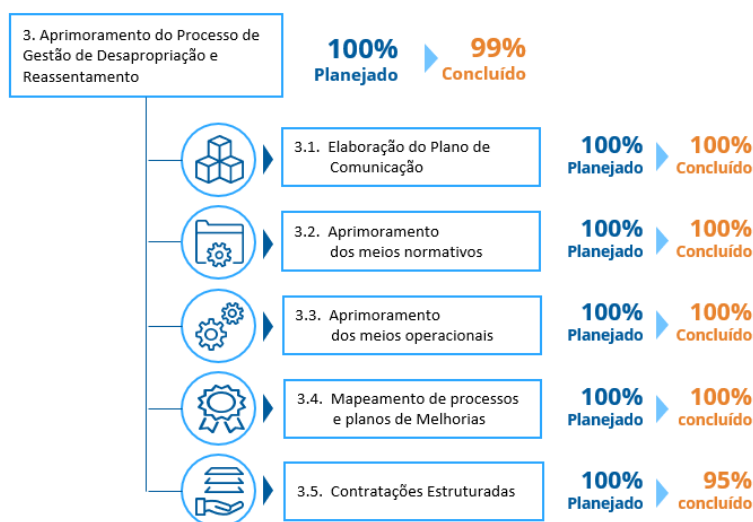 3. Aprimoramento do Processo de
Gestão de Desapropriação e
Reassentamento
100%
Planejado
99%
Concluído
3.1. Elaboração do Plano de
Comunicação
100%
Planejado
100%
Concluído
3.2. Aprimoramento
dos meios normativos
100%
Planejado
100%
Concluído
3.3. Aprimoramento
dos meios operacionais
100%
Planejado
100%
Concluído
3.4. Mapeamento de processos
e planos de Melhorias
100%
Planejado
100%
concluído
3.5. Contratações Estruturadas
100%
Planejado
95%
concluído